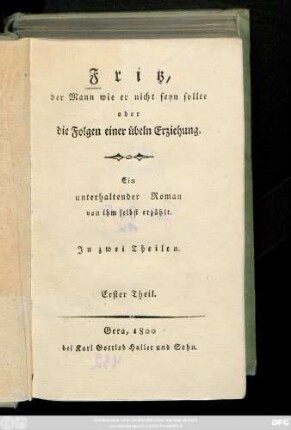 Fritz,
der Mann wie er nicht seyn sollte
oder
die Folgen einer übeln Erziehung.
Ein
unterhaltender Roman
von ihm selbst erzählt.
In zwei Theilen.
Erster Theil.
Gera, 1800
bei Karl Gottlob Haller und Sohn.